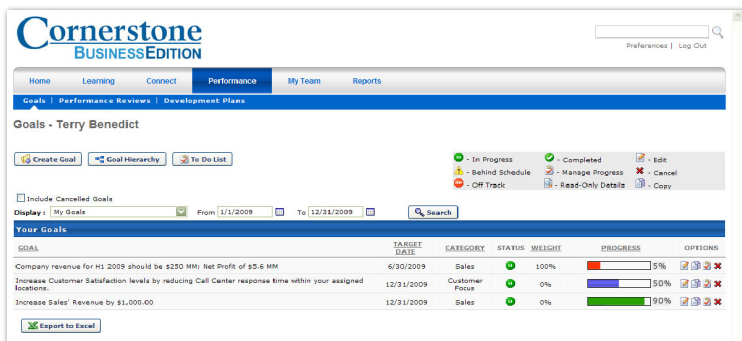 Cornerstone
BUSINESSEDITION
Preferences | Log Out
Home Learning Connect Performance My Team Reports
Goals | Performance Reviews | Development Plans
Goals - Terry Benedict
Create Goal Goal Hierarchy To Do List
- In Progress - Completed - Edit
- Behind Schedule - Manage Progress - Cancel
- Off Track - Read-Only Details - Copy
Include Cancelled Goals
Display : My Goals From 1/1/2009 To 12/31/2009 Search
Your Goals
GOAL TARGET DATE CATEGORY STATUS WEIGHT PROGRESS OPTIONS
Company revenue for H1 2009 should be $250 MM; Net Profit of $5.6 MM 6/30/2009 Sales 100% 5%
Increase Customer Satisfaction levels by reducing Call Center response time within your assigned
locations. 12/31/2009 Customer Focus 0% 50%
Increase Sales' Revenue by $1,000.00 12/31/2009 Sales 0% 90%
Export to Excel